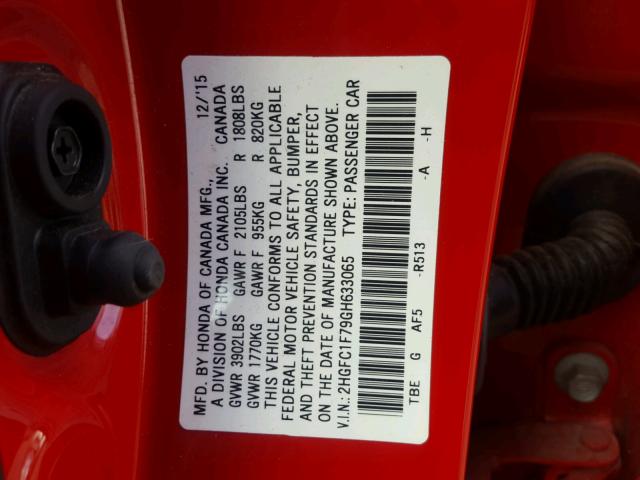 MFD. BY HONDA OF CANADA MFG., 12/'15
A DIVISION OF HONDA CANADA INC. CANADA
GVWR 3902LBS GAWR F 2105LBS R 1808LBS
GVWR 1770KG GAWR F 955KG R 820KG
THIS VEHICLE CONFORMS TO ALL APPLICABLE
FEDERAL MOTOR VEHICLE SAFETY, BUMPER,
AND THEFT PREVENTION STANDARDS IN EFFECT
ON THE DATE OF MANUFACTURE SHOWN ABOVE.
V.I.N.: 2HGFC1F79GH633065 TYPE: PASSENGER CAR
TBE G AF5 -R513 -A -H